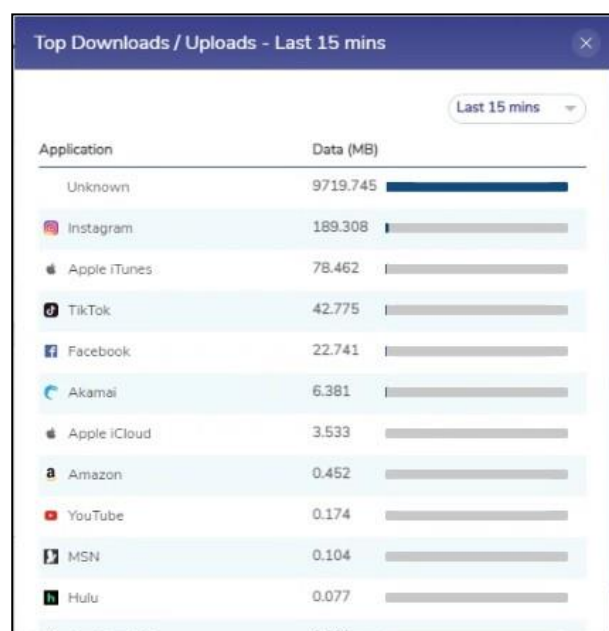 Top Downloads / Uploads - Last 15 mins
Last 15 mins
Application Data (MB)
Unknown 9719.745
Instagram 189.308
Apple iTunes 78.462
TikTok 42.775
Facebook 22.741
Akamai 6.381
Apple iCloud 3.533
Amazon 0.452
YouTube 0.174
MSN 0.104
Hulu 0.077